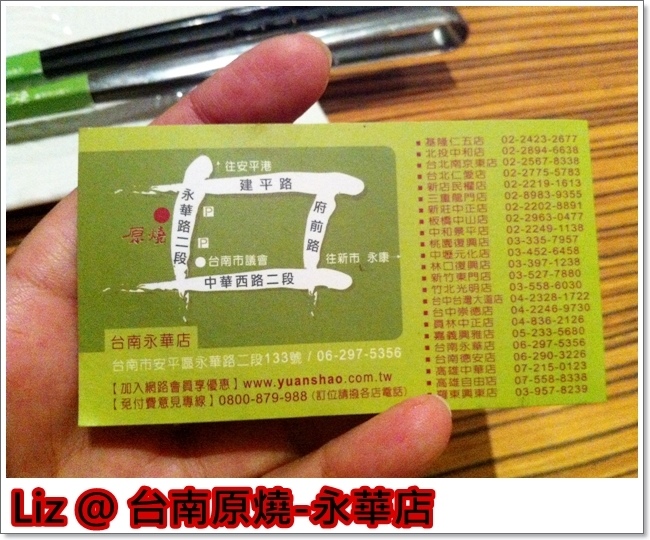 ↑往安平港
建平路
永華路二段
府前路
P
原燒
P
台南市議會
往新市 永康→
中華西路二段
台南永華店
台南市安平區永華路二段133號 / 06-297-5356
【加入網路會員享優惠】www.yuanshao.com.tw
【免付費意見專線】0800-879-988 (訂位請撥各店電話)
基隆仁五店 02-2423-2677
北投中和店 02-2894-6638
台北南京東店 02-2567-8338
台北仁愛店 02-2775-5783
新店民權店 02-2219-1613
三重龍門店 02-8983-9355
新莊中正店 02-2202-8891
板橋中山店 02-2963-0477
中和景平店 02-2249-1138
桃園復興店 03-335-7957
中壢元化店 03-452-6458
林口復興店 03-397-1238
新竹東門店 03-527-7880
竹北光明店 03-558-6030
台中台灣大道店 04-2328-1722
台中崇德店 04-2246-9730
員林中正店 04-836-2126
嘉義興雅店 05-233-5680
台南永華店 06-297-5356
台南德安店 06-290-3226
高雄中華店 07-215-0123
高雄自由店 07-558-8338
羅東興東店 03-957-8239
Liz @ 台南原燒-永華店